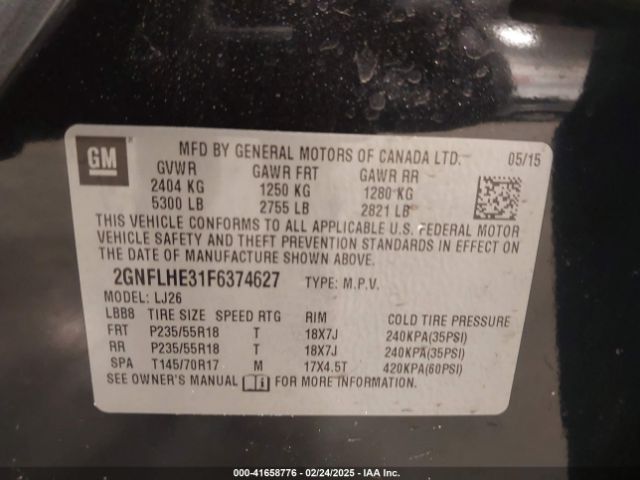 GM
MFD BY GENERAL MOTORS OF CANADA LTD. 05/15
GVWR GAWR FRT GAWR RR
2404 KG 1250 KG 1280 KG
5300 LB 2755 LB 2821 LB
THIS VEHICLE CONFORMS TO ALL APPLICABLE U.S. FEDERAL MOTOR
VEHICLE SAFETY AND THEFT PREVENTION STANDARDS IN EFFECT ON
THE DATE OF MANUFACTURE SHOWN ABOVE.
2GNFLHE31F6374627 TYPE: M.P.V.
MODEL: LJ26
LBB8 TIRE SIZE SPEED RTG RIM COLD TIRE PRESSURE
FRT P235/55R18 T 18X7J 240KPA(35PSI)
RR P235/55R18 T 18X7J 240KPA(35PSI)
SPA T145/70R17 M 17X4.5T 420KPA(60PSI)
SEE OWNER'S MANUAL FOR MORE INFORMATION.
000-41658776 - 02/24/2025 - IAA Inc.